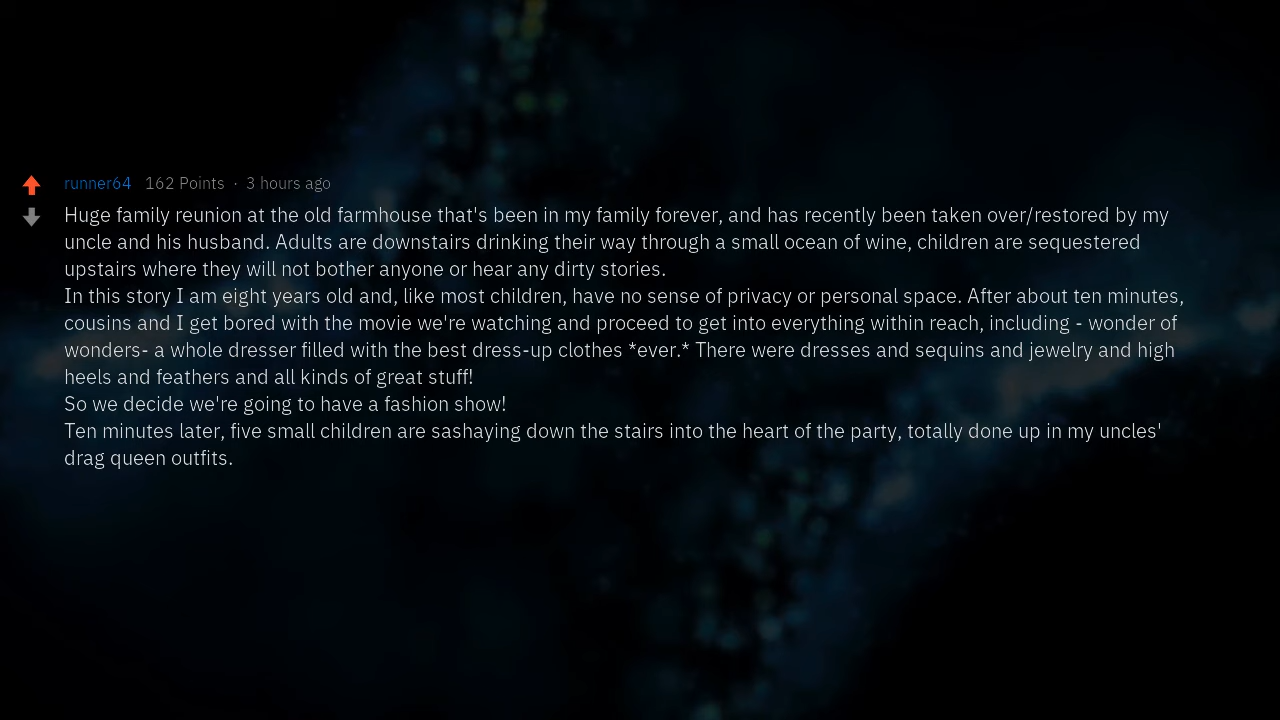 runner64 162 Points · 3 hours ago
Huge family reunion at the old farmhouse that's been in my family forever, and has recently been taken over/restored by my
uncle and his husband. Adults are downstairs drinking their way through a small ocean of wine, children are sequestered
upstairs where they will not bother anyone or hear any dirty stories.
In this story I am eight years old and, like most children, have no sense of privacy or personal space. After about ten minutes,
cousins and I get bored with the movie we're watching and proceed to get into everything within reach, including - wonder of
wonders- a whole dresser filled with the best dress-up clothes *ever.* There were dresses and sequins and jewelry and high
heels and feathers and all kinds of great stuff!
So we decide we're going to have a fashion show!
Ten minutes later, five small children are sashaying down the stairs into the heart of the party, totally done up in my uncles'
drag queen outfits.